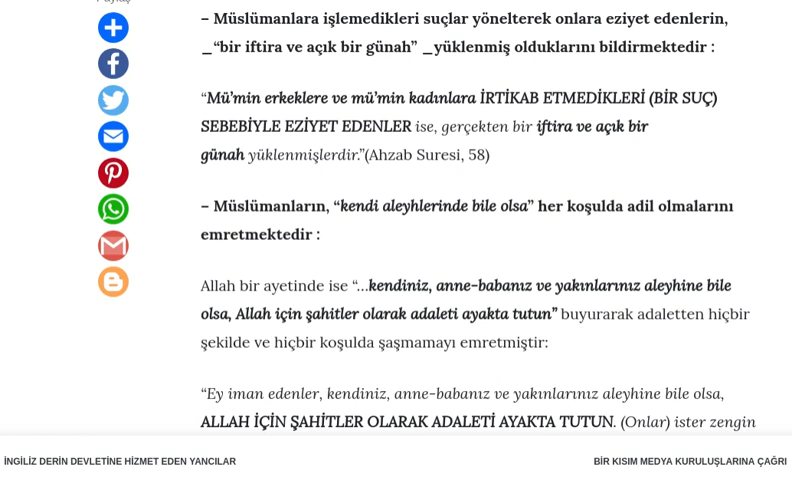 – Müslümanlara işlemedikleri suçlar yönelterek onlara eziyet edenlerin,
_“bir iftira ve açık bir günah” _yüklenmiş olduklarını bildirmektedir :
“Mü’min erkeklere ve mü’min kadınlara İRTİKAB ETMEDİKLERİ (BİR SUÇ)
SEBEBİYLE EZİYET EDENLER ise, gerçekten bir iftira ve açık bir
günah yüklenmişlerdir.”(Ahzab Suresi, 58)
– Müslümanların, “kendi aleyhlerinde bile olsa” her koşulda adil olmalarını
emretmektedir :
Allah bir ayetinde ise “…kendiniz, anne-babanız ve yakınlarınız aleyhine bile
olsa, Allah için şahitler olarak adaleti ayakta tutun” buyurarak adaletten hiçbir
şekilde ve hiçbir koşulda şaşmamayı emretmiştir:
“Ey iman edenler, kendiniz, anne-babanız ve yakınlarınız aleyhine bile olsa,
ALLAH İÇİN ŞAHİTLER OLARAK ADALETİ AYAKTA TUTUN. (Onlar) ister zengin
İNGİLİZ DERİN DEVLETİNE HİZMET EDEN YANCILAR
BİR KISIM MEDYA KURULUŞLARINA ÇAĞRI